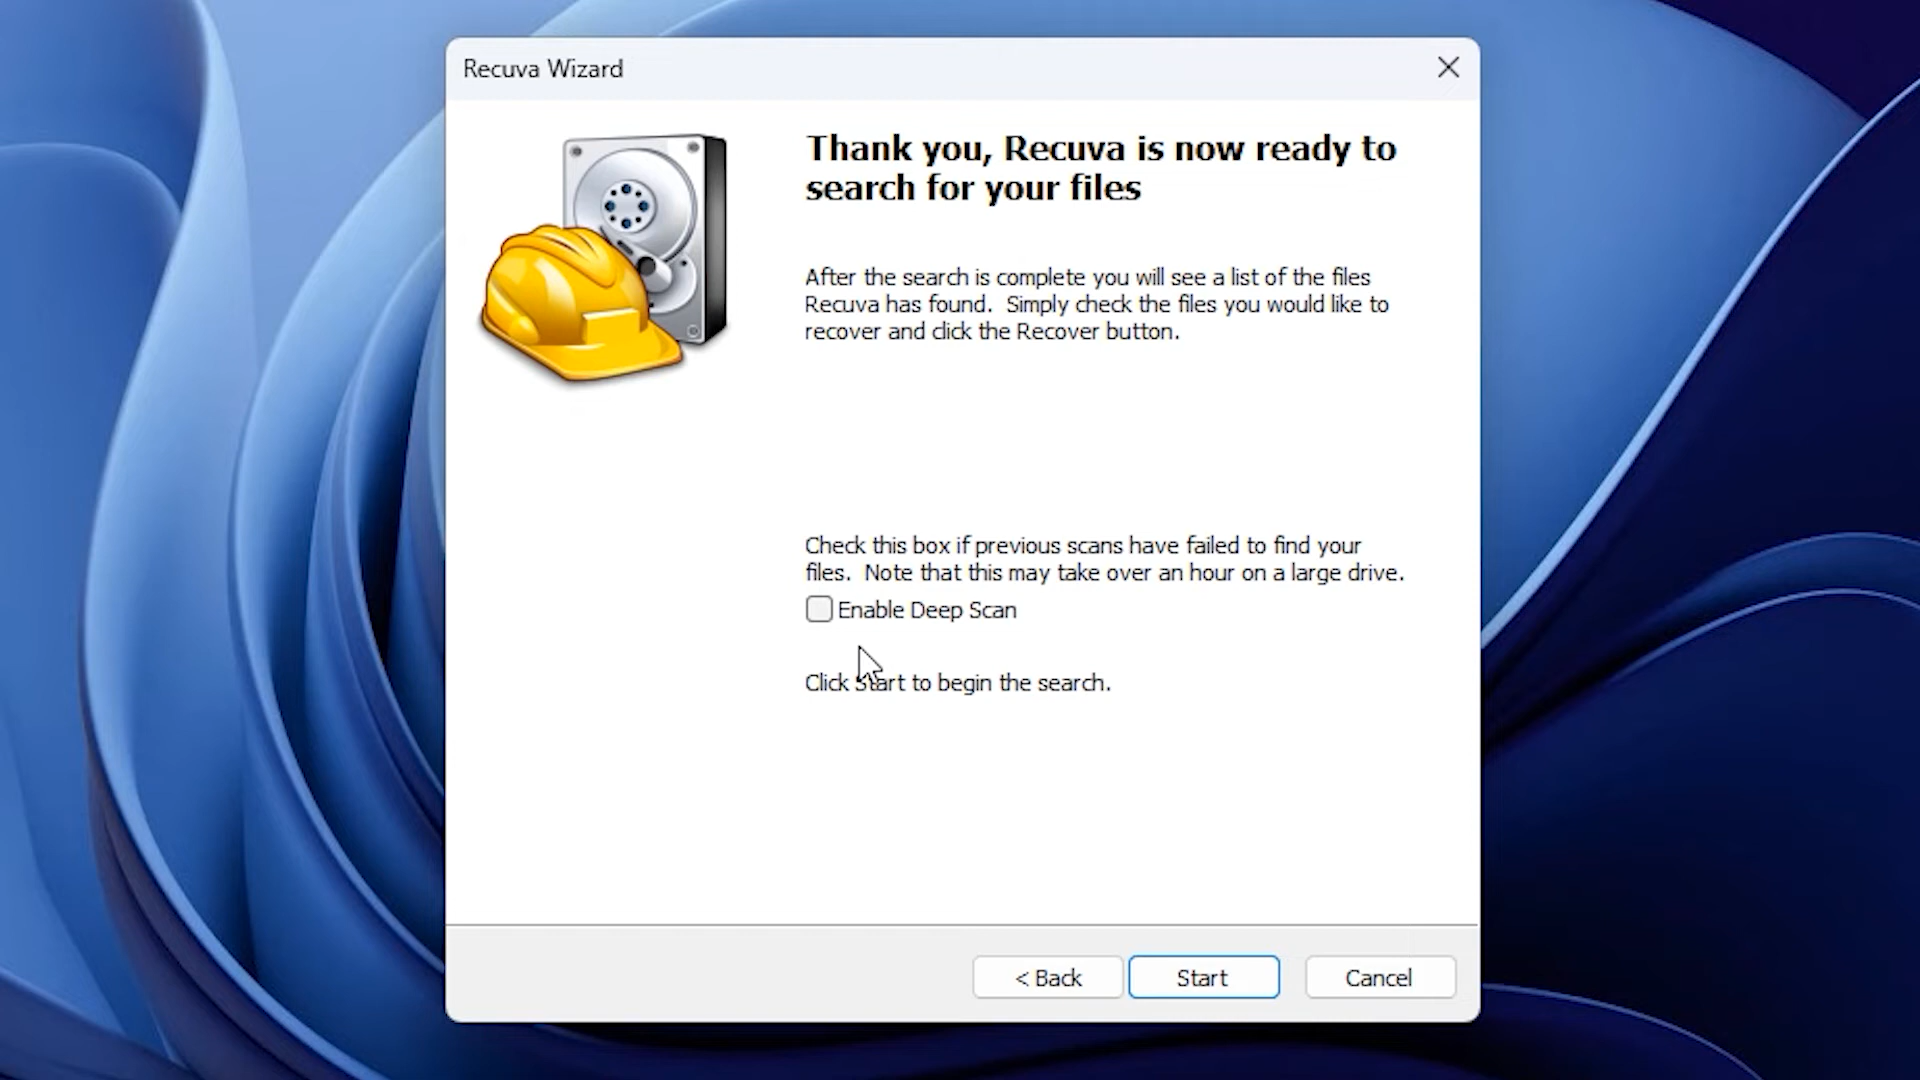 Recuva Wizard
Thank you, Recuva is now ready to
search for your files
After the search is complete you will see a list of the files
Recuva has found.  Simply check the files you would like to
recover and click the Recover button.
Check this box if previous scans have failed to find your
files.  Note that this may take over an hour on a large drive.
Enable Deep Scan
Click Start to begin the search.
< Back
Start
Cancel